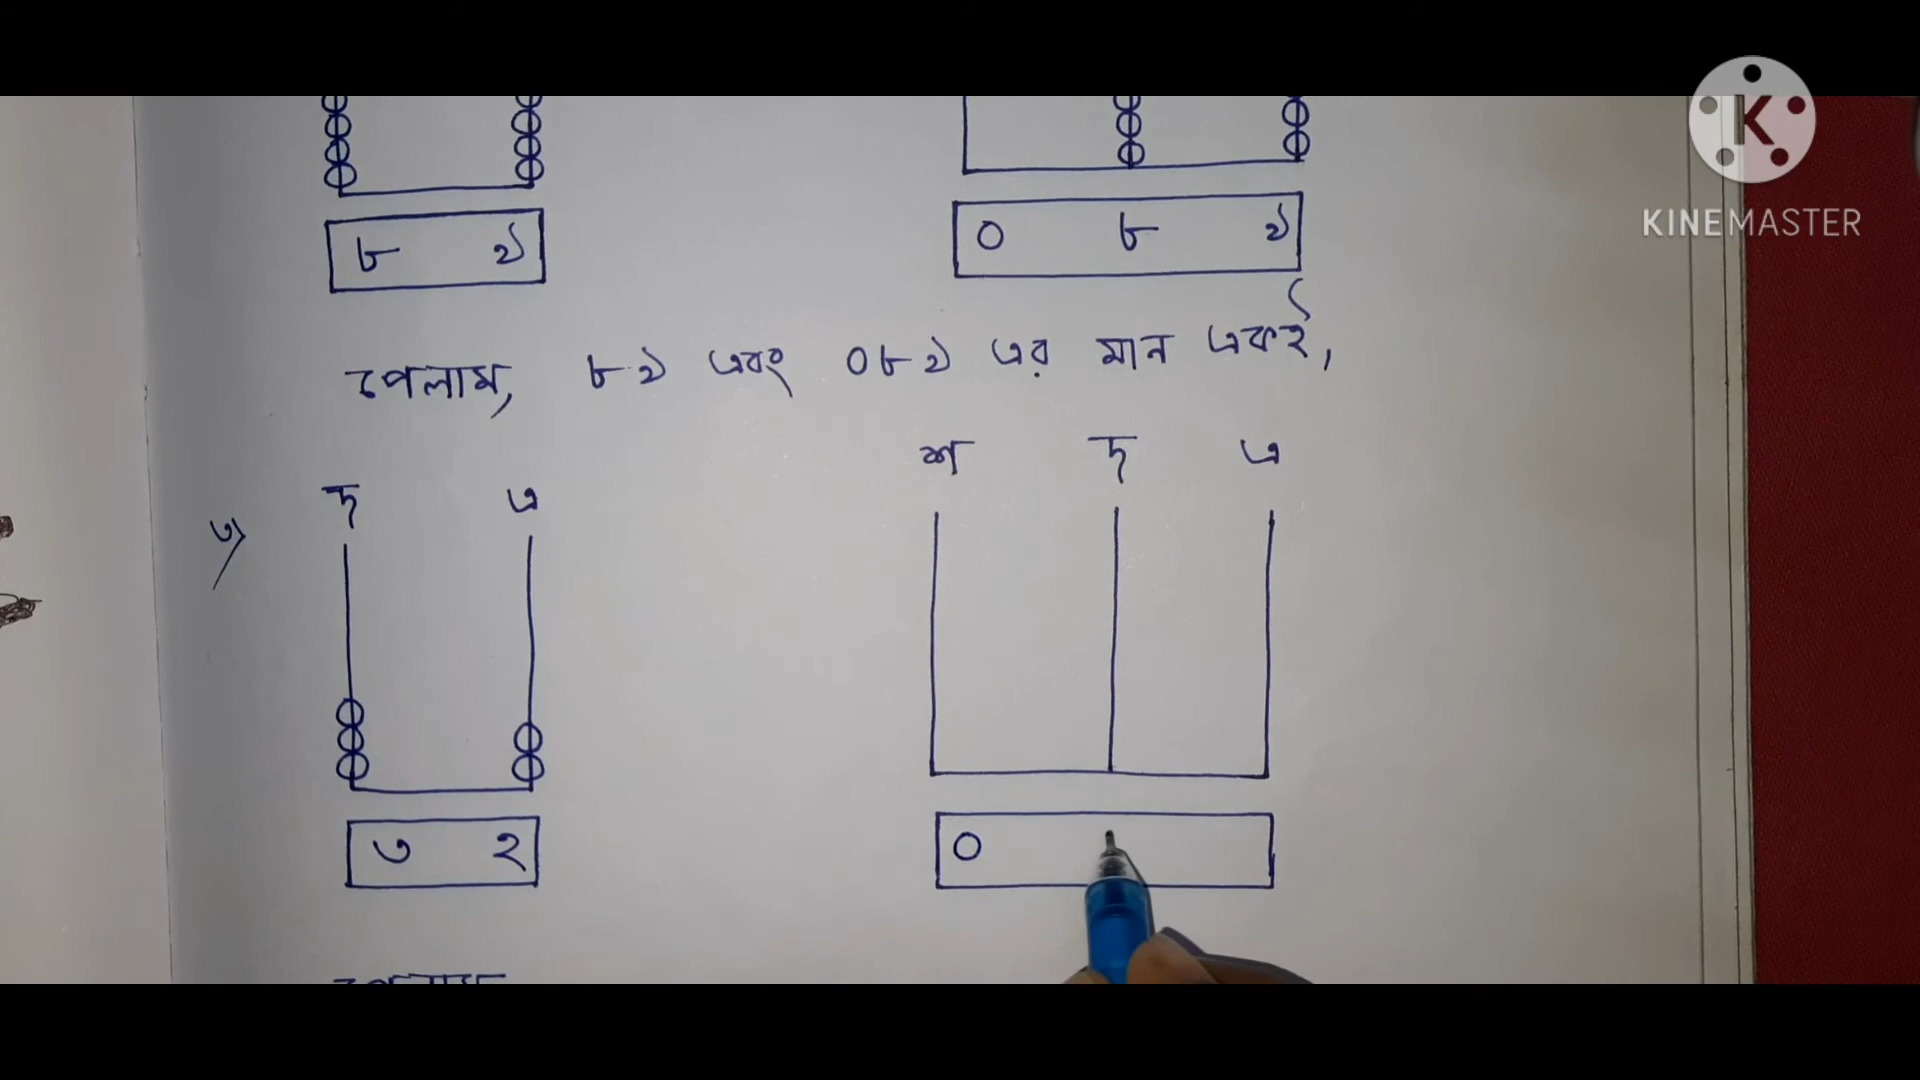 ৮ ৯
০ ৮ ৯
পেলাম, ৮৯ এবং ০৮৯ এর মান একই,
৩)
দ এ
শ দ এ
৩ ২
০
পেলাম
KINEMASTER